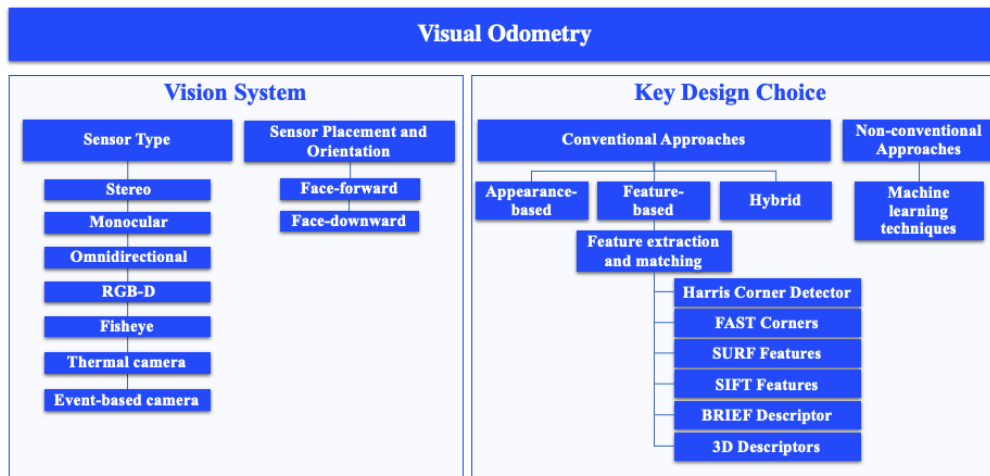 Visual Odometry
Vision System
Sensor Type
Stereo
Monocular
Omnidirectional
RGB-D
Fisheye
Thermal camera
Event-based camera
Sensor Placement and
Orientation
Face-forward
Face-downward
Key Design Choice
Conventional Approaches
Appearance-
based
Feature-
based
Hybrid
Feature extraction
and matching
Harris Corner Detector
FAST Corners
SURF Features
SIFT Features
BRIEF Descriptor
3D Descriptors
Non-conventional
Approaches
Machine
learning
techniques